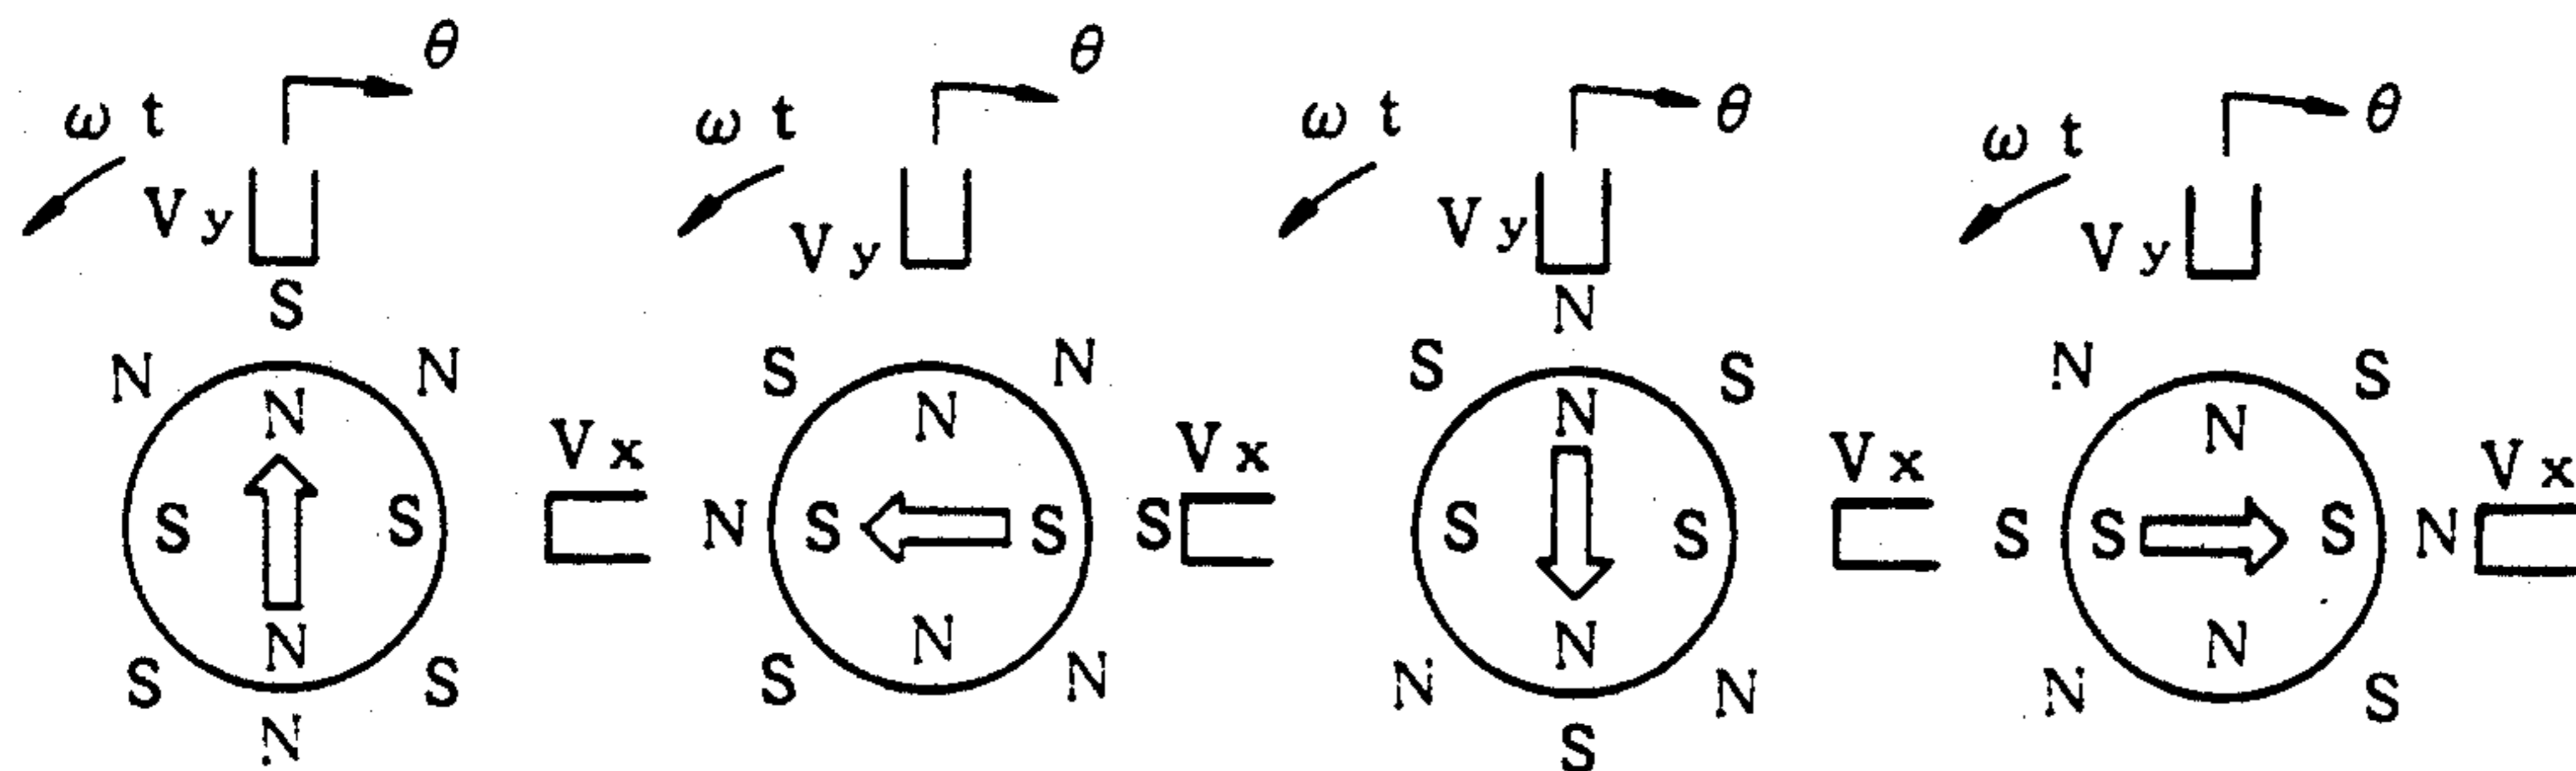 θ θ θ θ
ω t ω t ω t ω t
Vy Vy Vy Vy
S N
N N S N S S N S
N N N N
Vx Vx Vx Vx
S S N S S S S S S S S N
N N N N
S S S N N N N S
N S